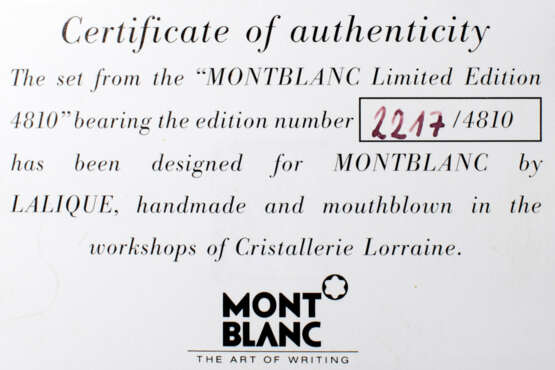 Certificate of authenticity
The set from the “MONTBLANC Limited Edition
4810” bearing the edition number 2217/4810
has been designed for MONTBLANC by
LALIQUE, handmade and mouthblown in the
workshops of Cristallerie Lorraine.
MONT
BLANC
THE ART OF WRITING